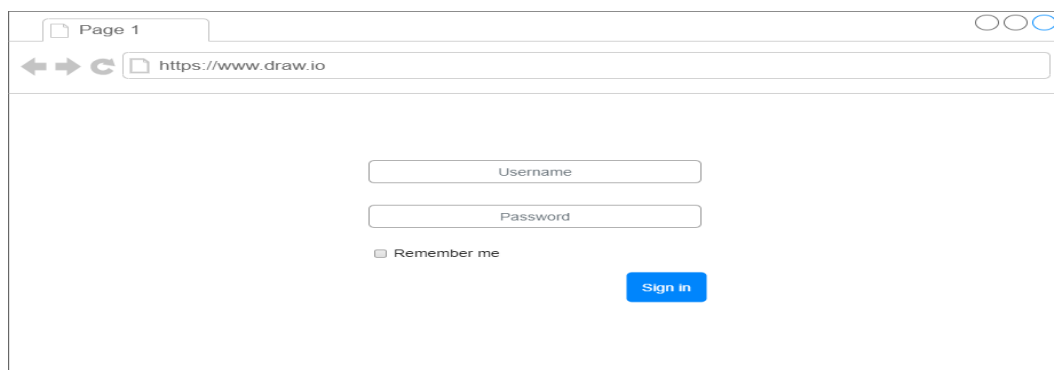 Page 1
https://www.draw.io
Username
Password
Remember me
Sign in